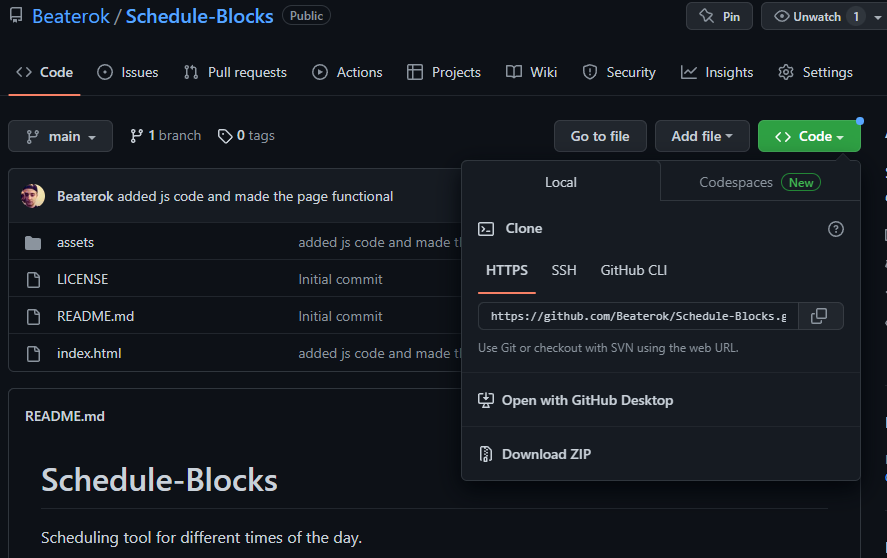 Beaterok / Schedule-Blocks Public Pin Unwatch 1
Code Issues Pull requests Actions Projects Wiki Security Insights Settings
main 1 branch 0 tags Go to file Add file Code
Beaterok added js code and made the page functional
assets added js code and made th
LICENSE Initial commit
README.md Initial commit
index.html added js code and made th
Local Codespaces New
Clone
HTTPS SSH GitHub CLI
https://github.com/Beaterok/Schedule-Blocks.g
Use Git or checkout with SVN using the web URL.
Open with GitHub Desktop
Download ZIP
README.md
Schedule-Blocks
Scheduling tool for different times of the day.